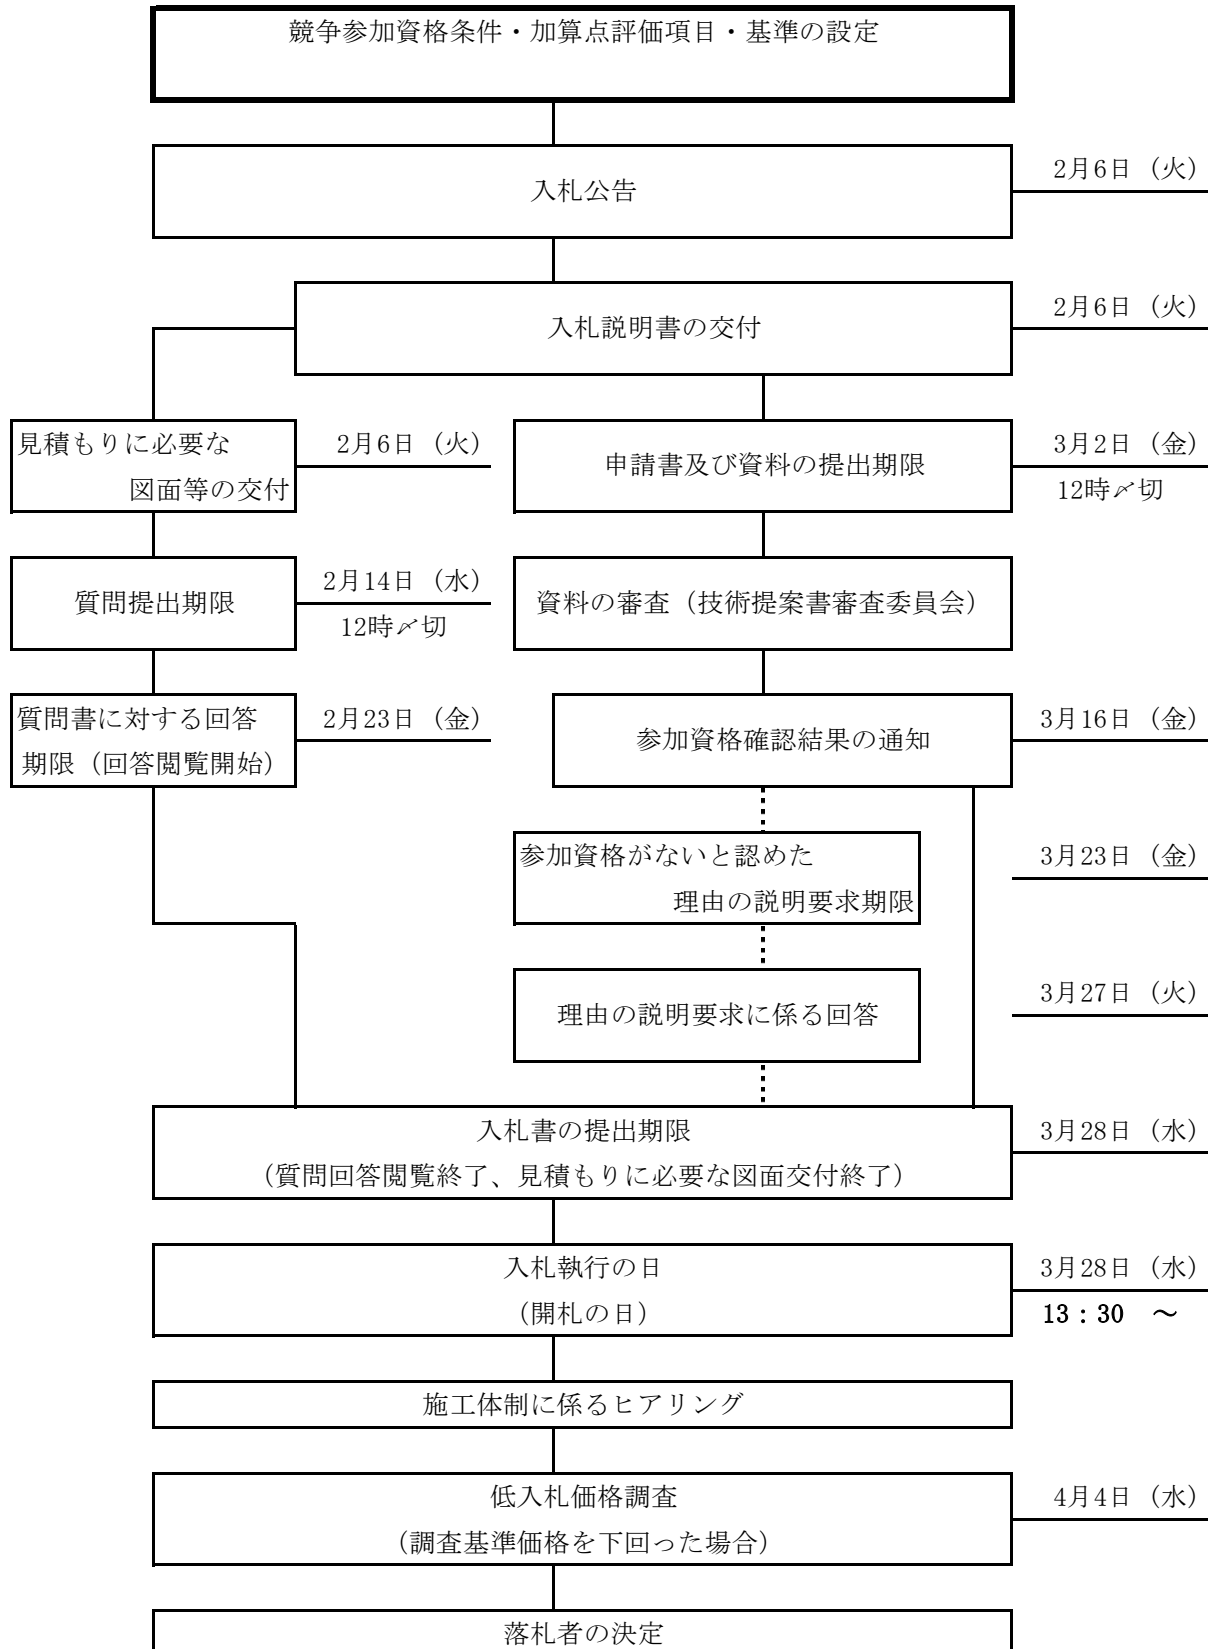 競争参加資格条件・加算点評価項目・基準の設定
入札公告
2月6日（火）
入札説明書の交付
2月6日（火）
見積もりに必要な
図面等の交付
2月6日（火）
申請書及び資料の提出期限
3月2日（金）
12時〆切
質問提出期限
2月14日（水）
12時〆切
資料の審査（技術提案書審査委員会）
質問書に対する回答
期限（回答閲覧開始）
2月23日（金）
参加資格確認結果の通知
3月16日（金）
参加資格がないと認めた
理由の説明要求期限
3月23日（金）
理由の説明要求に係る回答
3月27日（火）
入札書の提出期限
（質問回答閲覧終了、見積もりに必要な図面交付終了）
3月28日（水）
入札執行の日
（開札の日）
3月28日（水）
13：30　～
施工体制に係るヒアリング
低入札価格調査
（調査基準価格を下回った場合）
4月4日（水）
落札者の決定